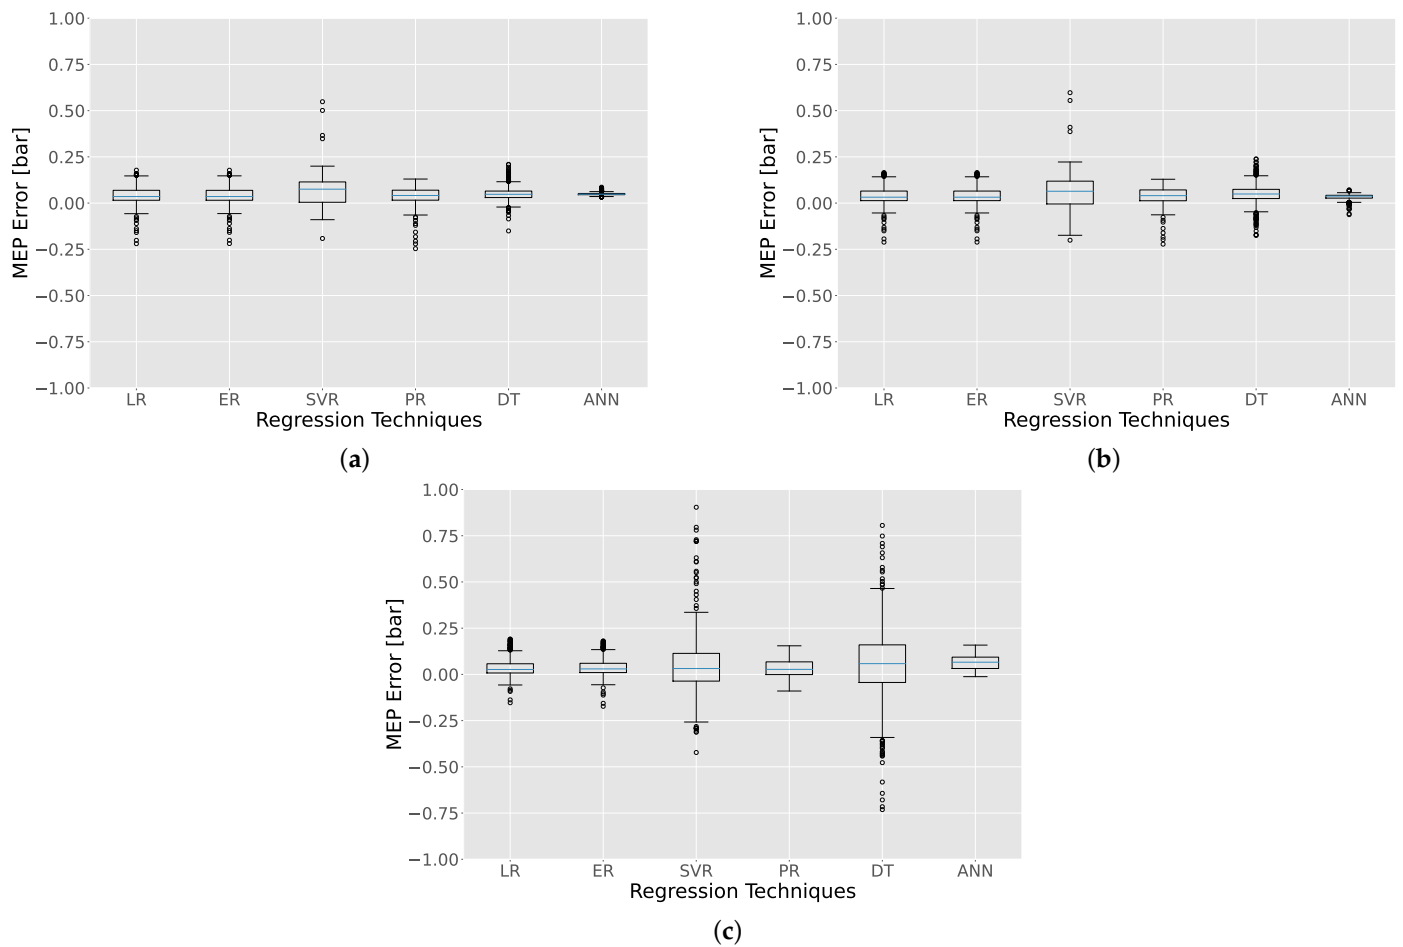 1.00
0.75
0.50
0.25
0.00
−0.25
−0.50
−0.75
−1.00
MEP Error [bar]
LR ER SVR PR DT ANN
Regression Techniques
(a)
1.00
0.75
0.50
0.25
0.00
−0.25
−0.50
−0.75
−1.00
MEP Error [bar]
LR ER SVR PR DT ANN
Regression Techniques
(b)
1.00
0.75
0.50
0.25
0.00
−0.25
−0.50
−0.75
−1.00
MEP Error [bar]
LR ER SVR PR DT ANN
Regression Techniques
(c)